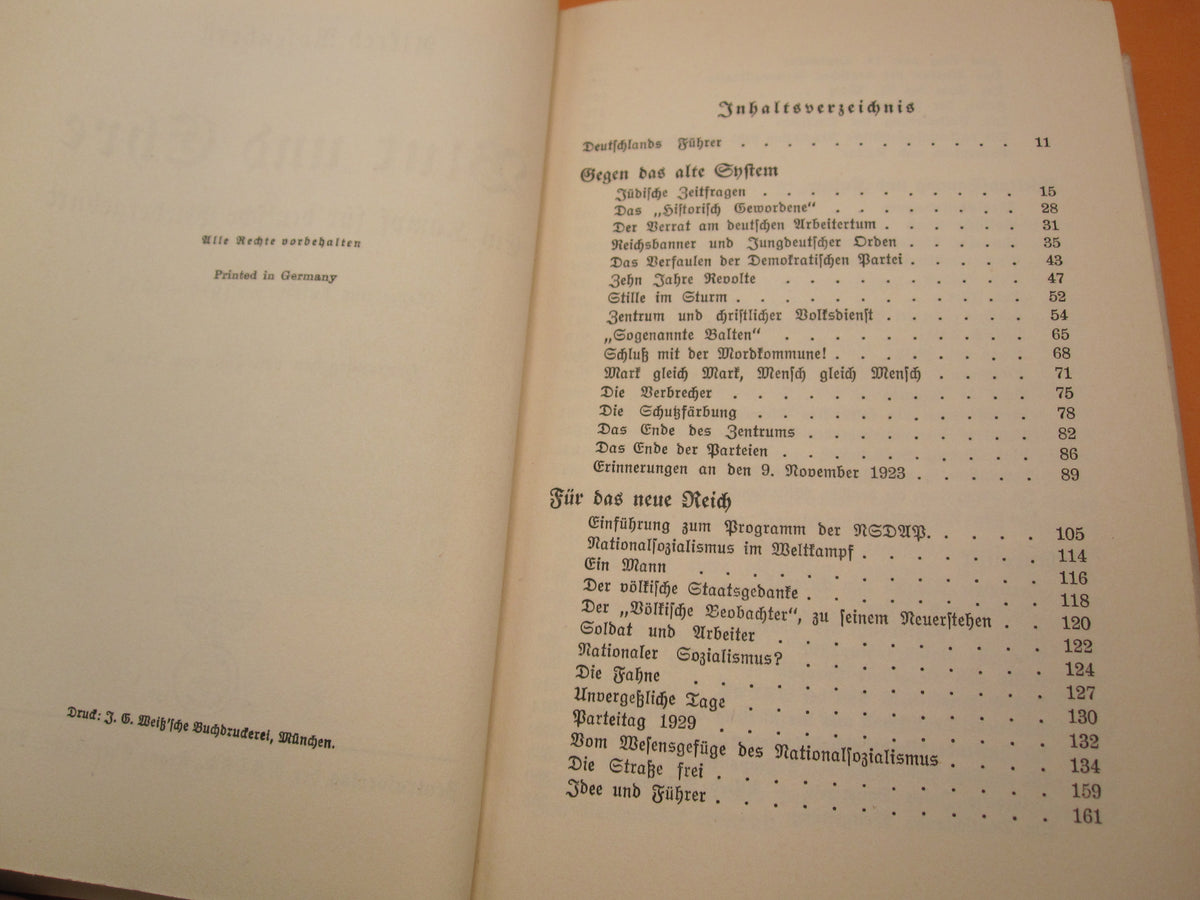 Alle Rechte vorbehalten
Printed in Germany
Druck: J. G. Weiß'sche Buchdruckerei, München.
Inhaltsverzeichnis
Deutschlands Führer . . . . . . . . . . . . 11
Gegen das alte System
Jüdische Zeitfragen . . . . . . . . . . . 15
Das „Historisch Gewordene“ . . . . . . . . 28
Der Verrat am deutschen Arbeitertum . . . . . . 31
Reichsbanner und Jungdeutscher Orden . . . . . 35
Das Verfaulen der Demokratischen Partei . . . . . 43
Zehn Jahre Revolte . . . . . . . . . . 47
Stille im Sturm . . . . . . . . . . . . 52
Zentrum und christlicher Volksdienst . . . . . . 54
„Sogenannte Balten“ . . . . . . . . . . 65
Schluß mit der Mordkommune! . . . . . . . . 68
Mark gleich Mark, Mensch gleich Mensch . . . . 71
Die Verbrecher . . . . . . . . . . . . 75
Die Schutzfärbung . . . . . . . . . . . 78
Das Ende des Zentrums . . . . . . . . . 82
Das Ende der Parteien . . . . . . . . . . 86
Erinnerungen an den 9. November 1923 . . . . . 89
Für das neue Reich
Einführung zum Programm der NSDAP. . . . . 105
Nationalsozialismus im Weltkampf . . . . . . . 114
Ein Mann . . . . . . . . . . . . . 116
Der völkische Staatsgedanke . . . . . . . . . 118
Der „Völkische Beobachter“, zu seinem Neuerstehen . . 120
Soldat und Arbeiter . . . . . . . . . . 122
Nationaler Sozialismus? . . . . . . . . . 124
Die Fahne . . . . . . . . . . . . . 127
Unvergeßliche Tage . . . . . . . . . . . 130
Parteitag 1929 . . . . . . . . . . . . 132
Vom Wesensgefüge des Nationalsozialismus . . . . 134
Die Straße frei . . . . . . . . . . . . 159
Idee und Führer . . . . . . . . . . . . 161